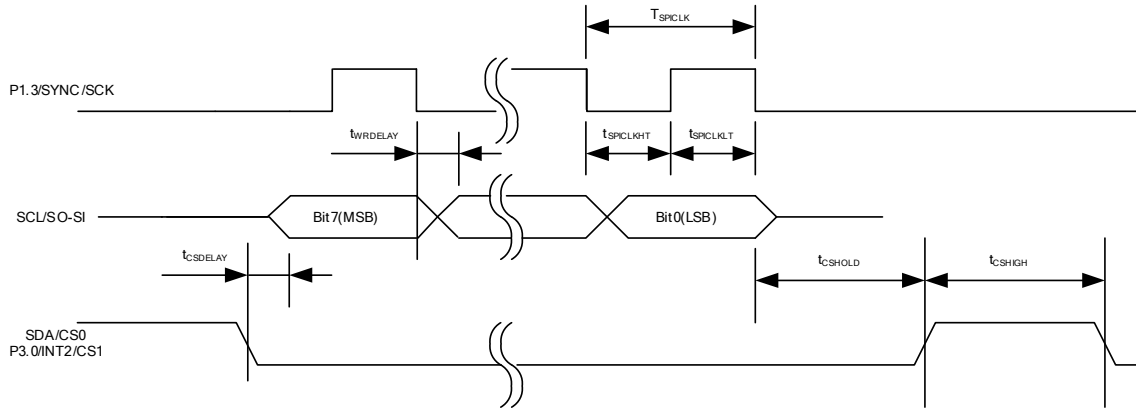 TSPICLK
P1.3/SYNC/SCK
tWRDELAY
tSPICLKHT
tSPICLKLT
SCL/SO-SI
Bit7(MSB)
Bit0(LSB)
tCSDELAY
tCSHOLD
tCSHIGH
SDA/CS0
P3.0/INT2/CS1